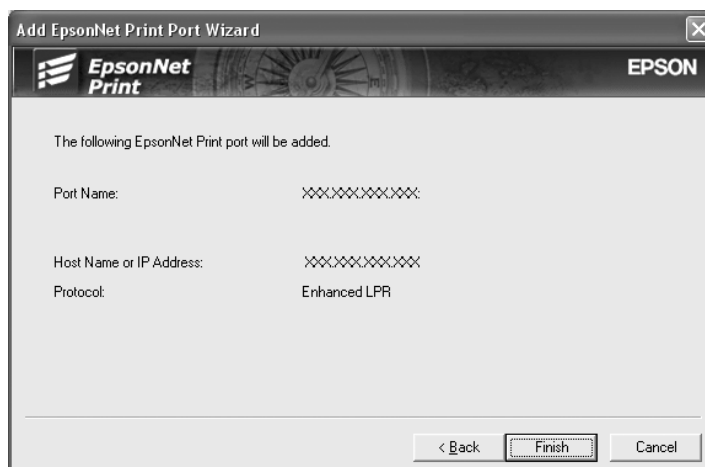 Add EpsonNet Print Port Wizard
EpsonNet
Print
EPSON
The following EpsonNet Print port will be added.
Port Name: XXX.XXX.XXX.XXX:
Host Name or IP Address: XXX.XXX.XXX.XXX
Protocol: Enhanced LPR
< Back Finish Cancel